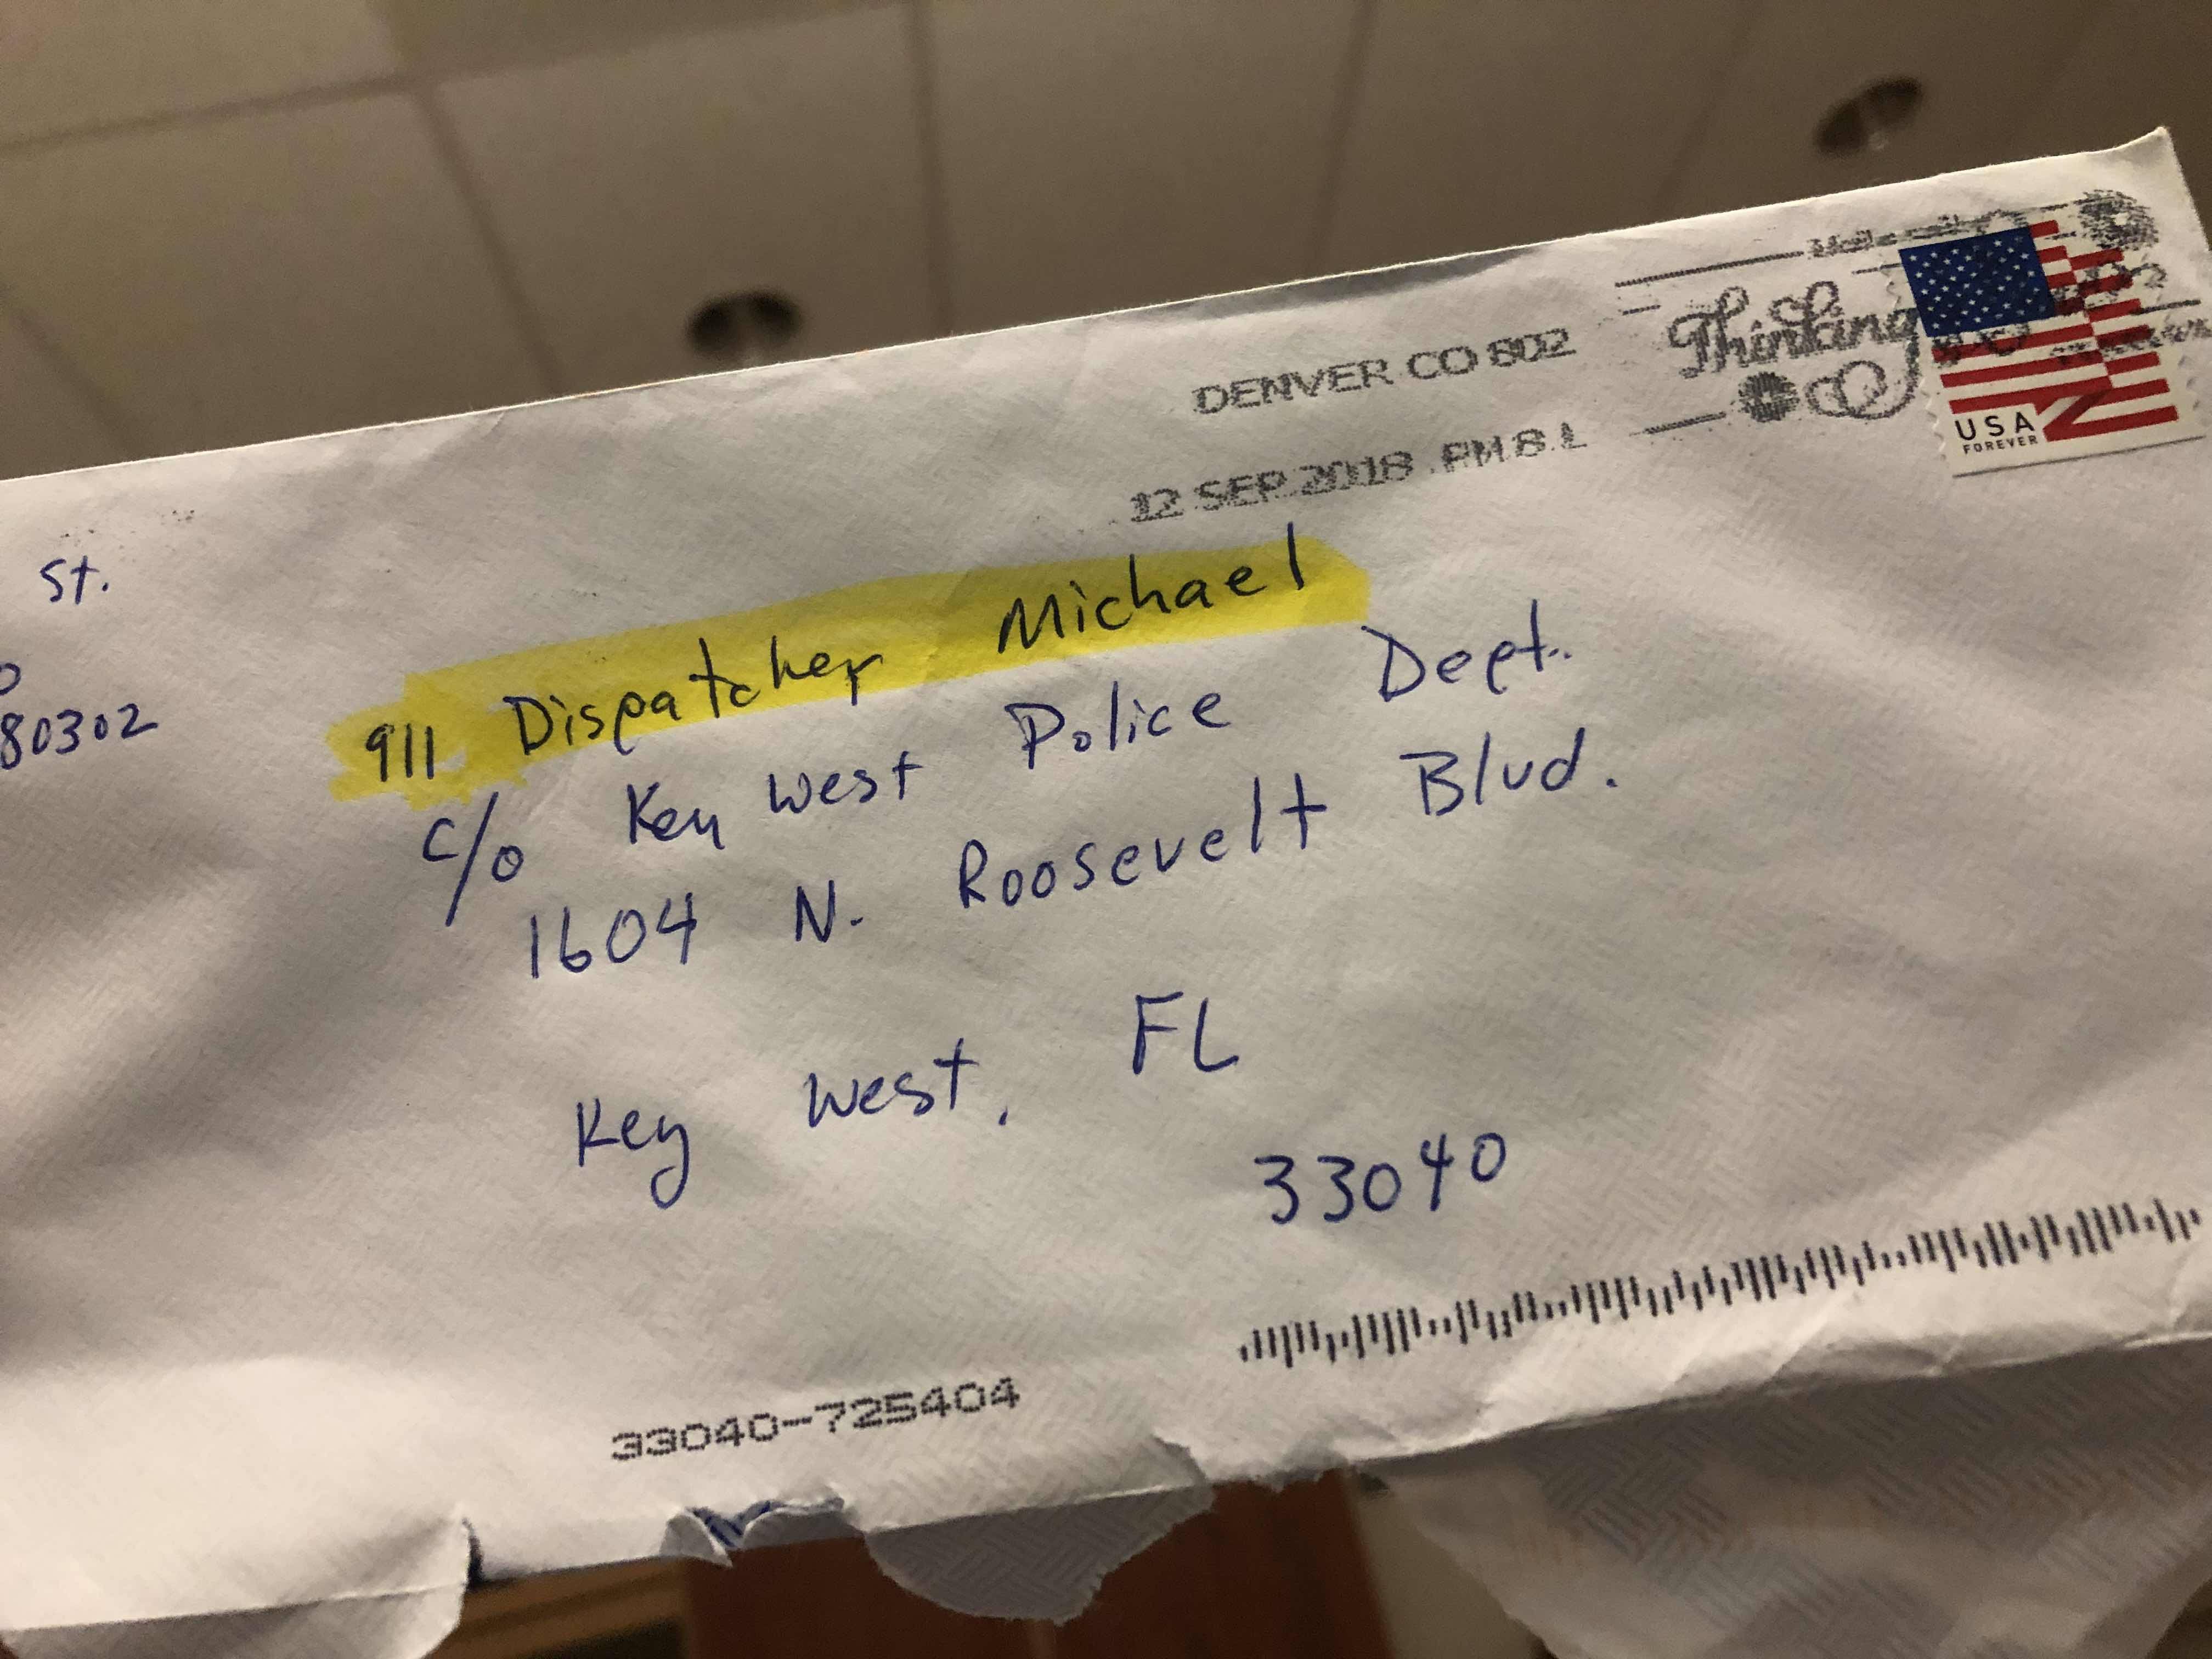 St.
80302
DENVER CO 802
12 SEP 2018 PM 8 L
Thinking
USA
FOREVER
911 Dispatcher Michael
c/o Key West Police Dept.
1604 N. Roosevelt Blvd.
Key West, FL
33040
33040-725404